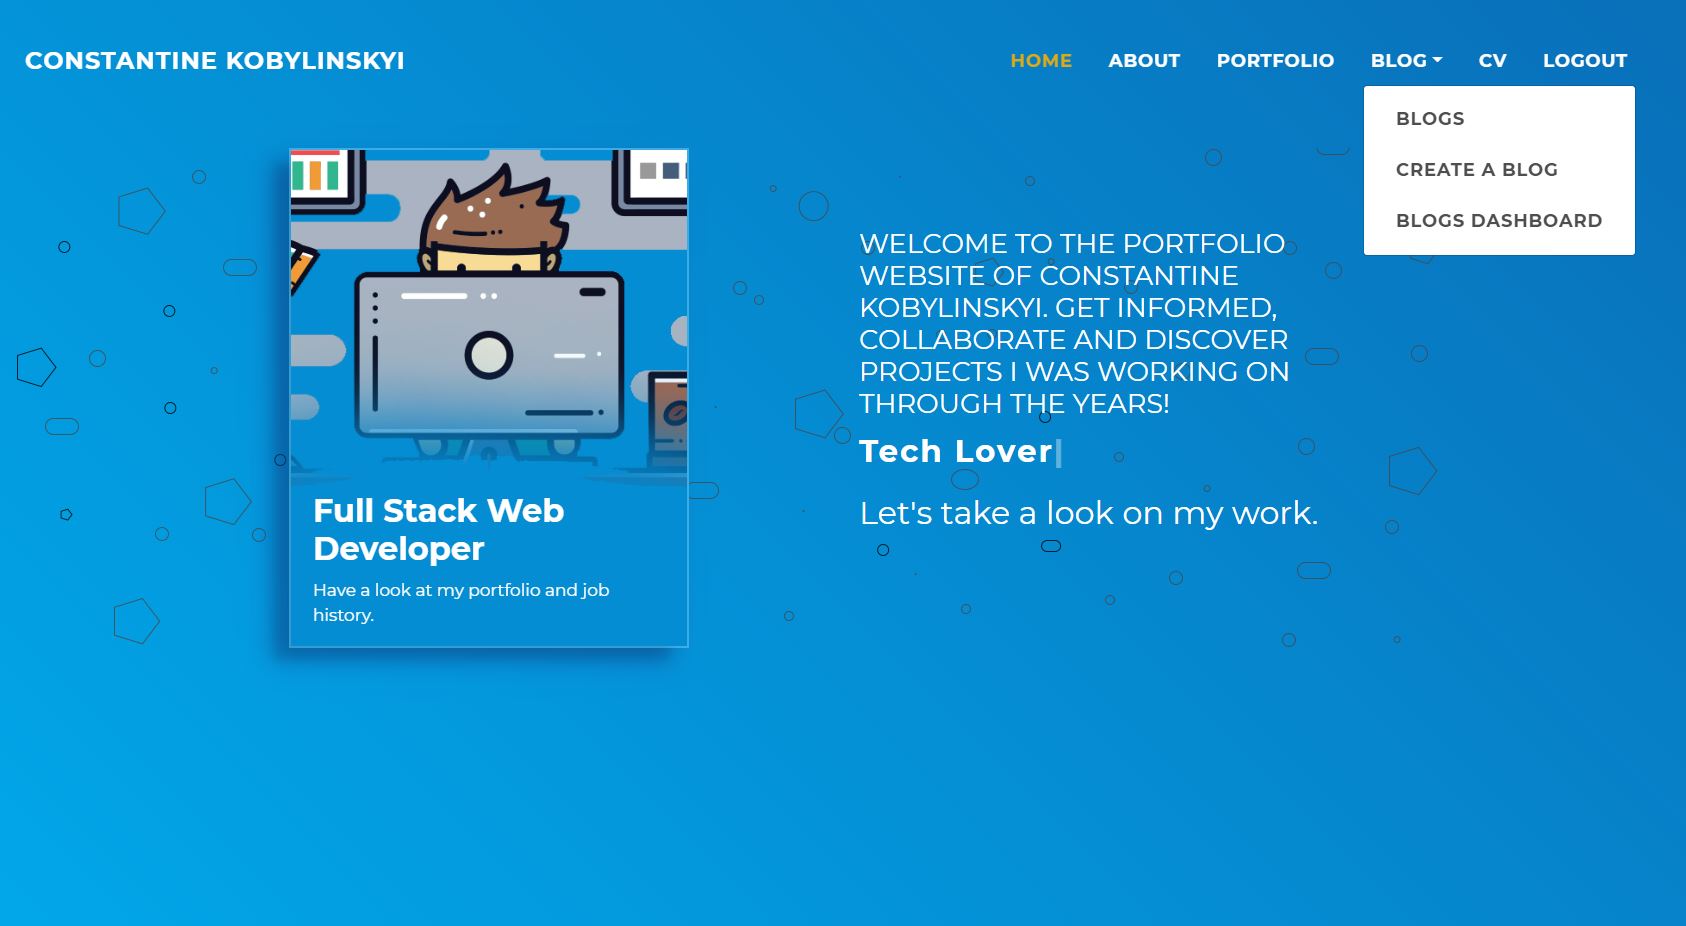 CONSTANTINE KOBYLINSKYI
HOME ABOUT PORTFOLIO BLOG CV LOGOUT
BLOGS
CREATE A BLOG
BLOGS DASHBOARD
WELCOME TO THE PORTFOLIO
WEBSITE OF CONSTANTINE
KOBYLINSKYI. GET INFORMED,
COLLABORATE AND DISCOVER
PROJECTS I WAS WORKING ON
THROUGH THE YEARS!
Tech Lover
Let's take a look on my work.
Full Stack Web
Developer
Have a look at my portfolio and job
history.